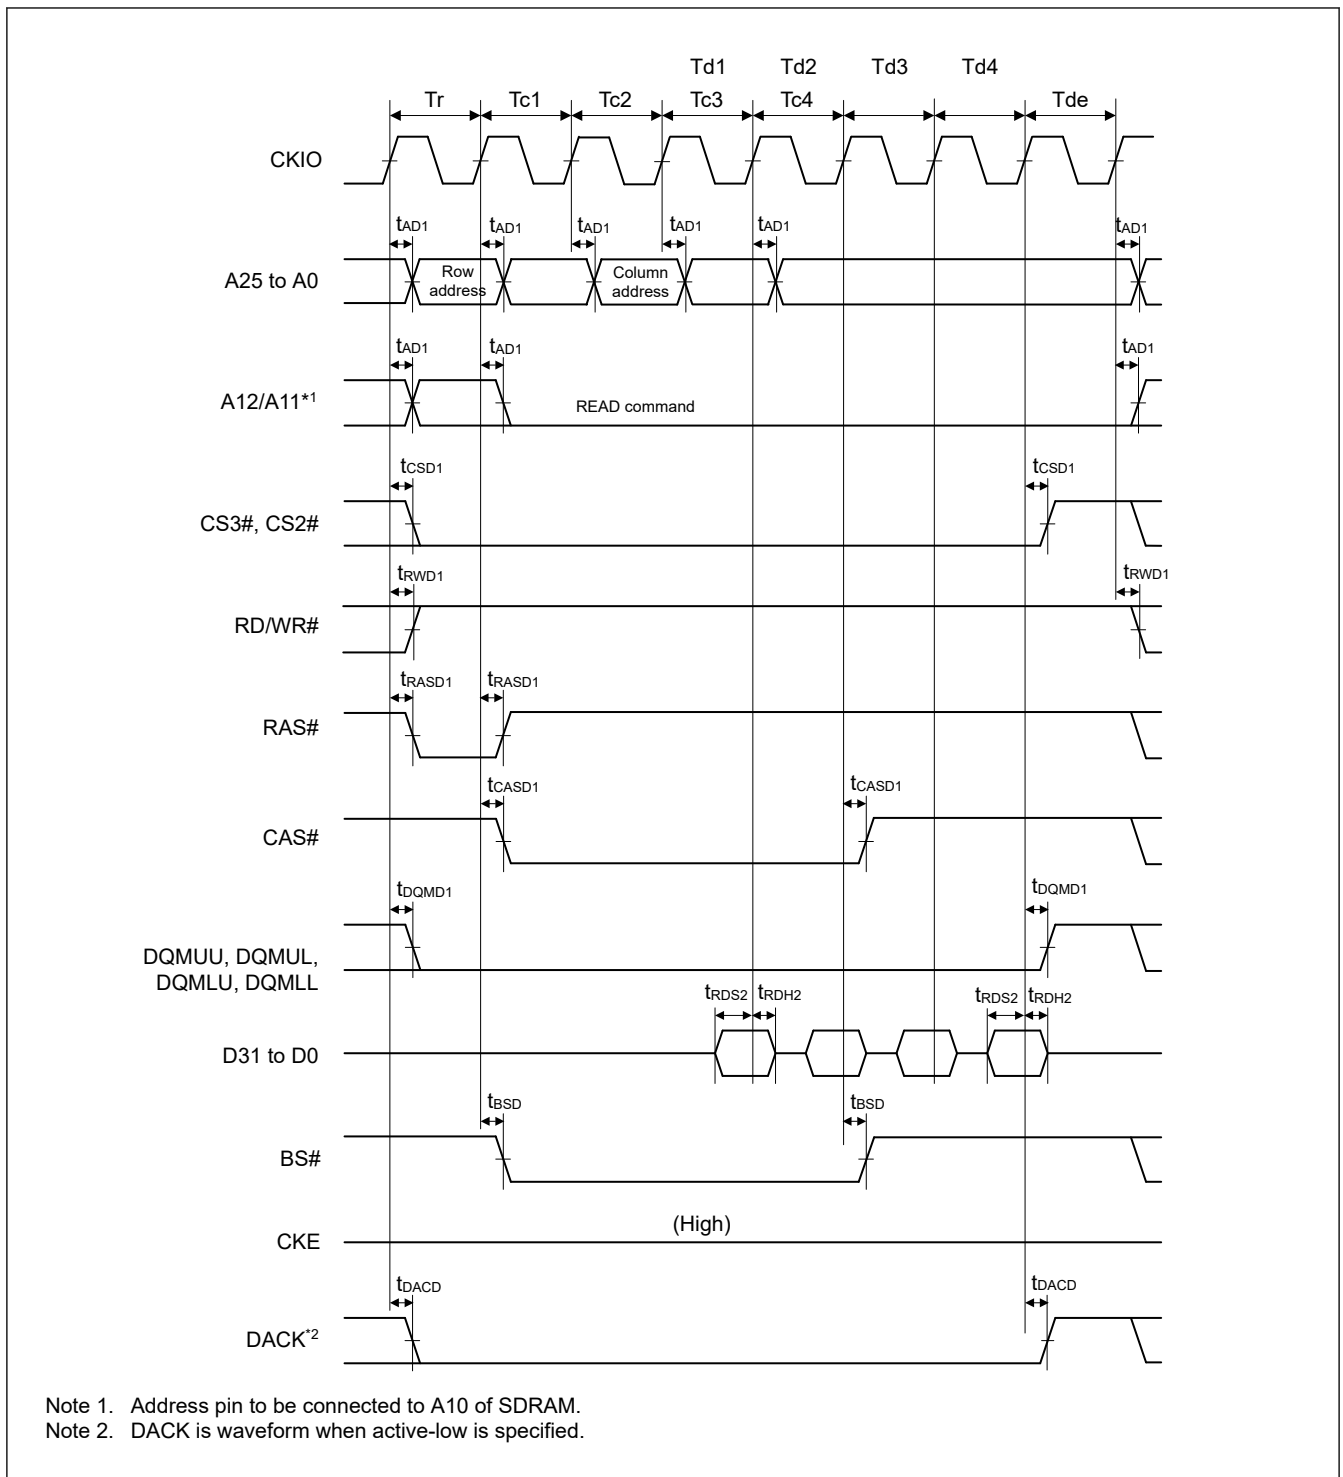 Td1 Td2 Td3 Td4
Tr Tc1 Tc2 Tc3 Tc4 Tde
CKIO
tAD1 tAD1 tAD1 tAD1 tAD1 tAD1
A25 to A0
Row address
Column address
tAD1 tAD1 tAD1
A12/A11*1
READ command
tCSD1 tCSD1
CS3#, CS2#
tRWD1 tRWD1
RD/WR#
tRASD1 tRASD1
RAS#
tCASD1 tCASD1
CAS#
tDQMD1 tDQMD1
DQMUU, DQMUL,
DQMLU, DQMLL
tRDS2 tRDH2 tRDS2 tRDH2
D31 to D0
tBSD tBSD
BS#
(High)
CKE
tDACD tDACD
DACK*2
Note 1. Address pin to be connected to A10 of SDRAM.
Note 2. DACK is waveform when active-low is specified.